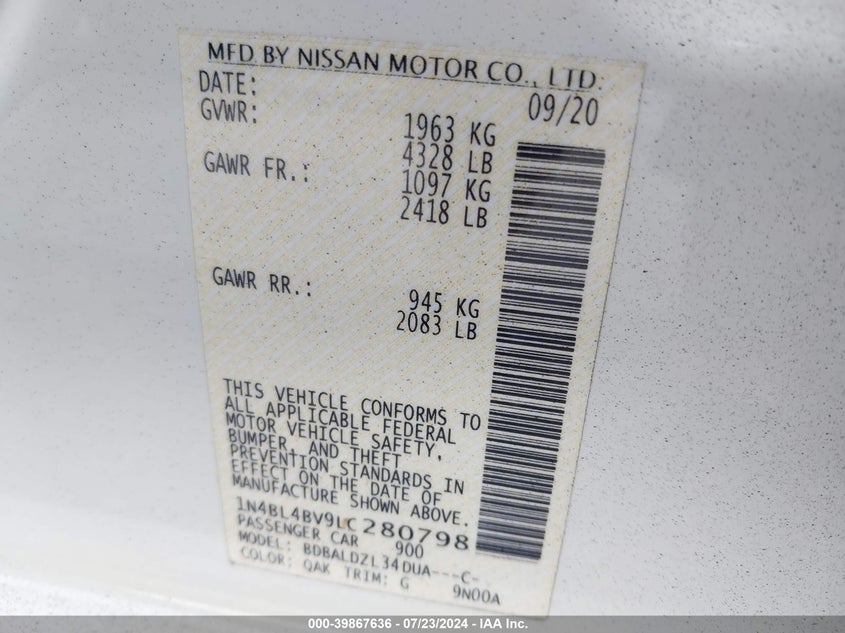 MFD BY NISSAN MOTOR CO., LTD.
DATE: 09/20
GVWR: 1963 KG
4328 LB
GAWR FR.: 1097 KG
2418 LB
GAWR RR.: 945 KG
2083 LB
THIS VEHICLE CONFORMS TO
ALL APPLICABLE FEDERAL
MOTOR VEHICLE SAFETY,
BUMPER, AND THEFT
PREVENTION STANDARDS IN
EFFECT ON THE DATE OF
MANUFACTURE SHOWN ABOVE.
1N4BL4BV9LC280798
PASSENGER CAR 900
MODEL: BDBALDZL34DUA---C-
COLOR: QAK TRIM: G 9N00A
000-39867636 - 07/23/2024 - IAA Inc.